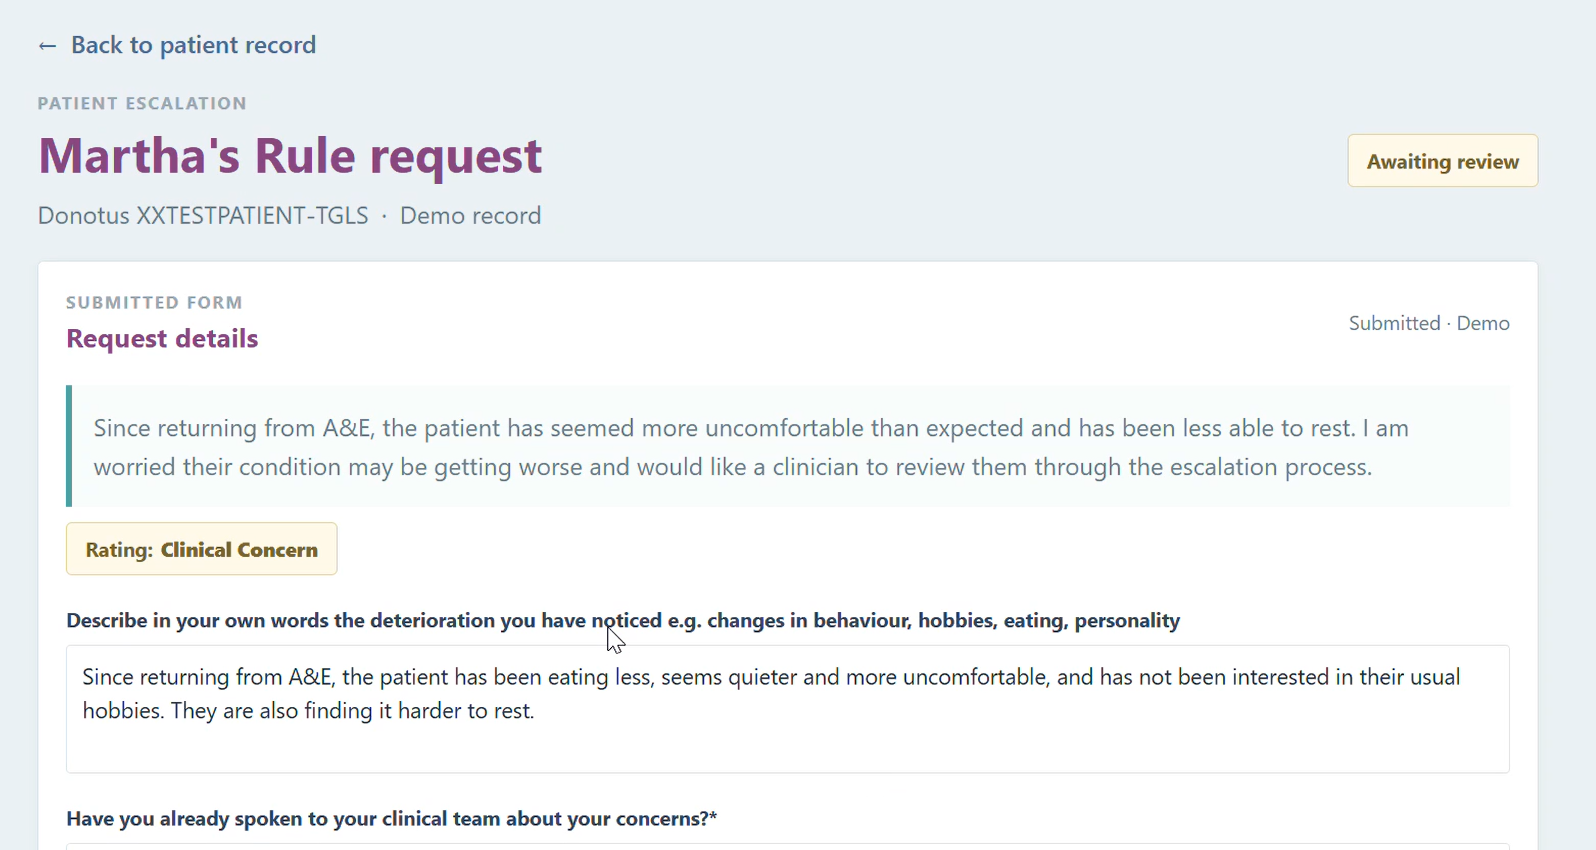 ← Back to patient record
PATIENT ESCALATION
Martha's Rule request
Awaiting review
Donotus XXTESTPATIENT-TGLS · Demo record
SUBMITTED FORM
Request details
Submitted · Demo
Since returning from A&E, the patient has seemed more uncomfortable than expected and has been less able to rest. I am
worried their condition may be getting worse and would like a clinician to review them through the escalation process.
Rating: Clinical Concern
Describe in your own words the deterioration you have noticed e.g. changes in behaviour, hobbies, eating, personality
Since returning from A&E, the patient has been eating less, seems quieter and more uncomfortable, and has not been interested in their usual
hobbies. They are also finding it harder to rest.
Have you already spoken to your clinical team about your concerns?*